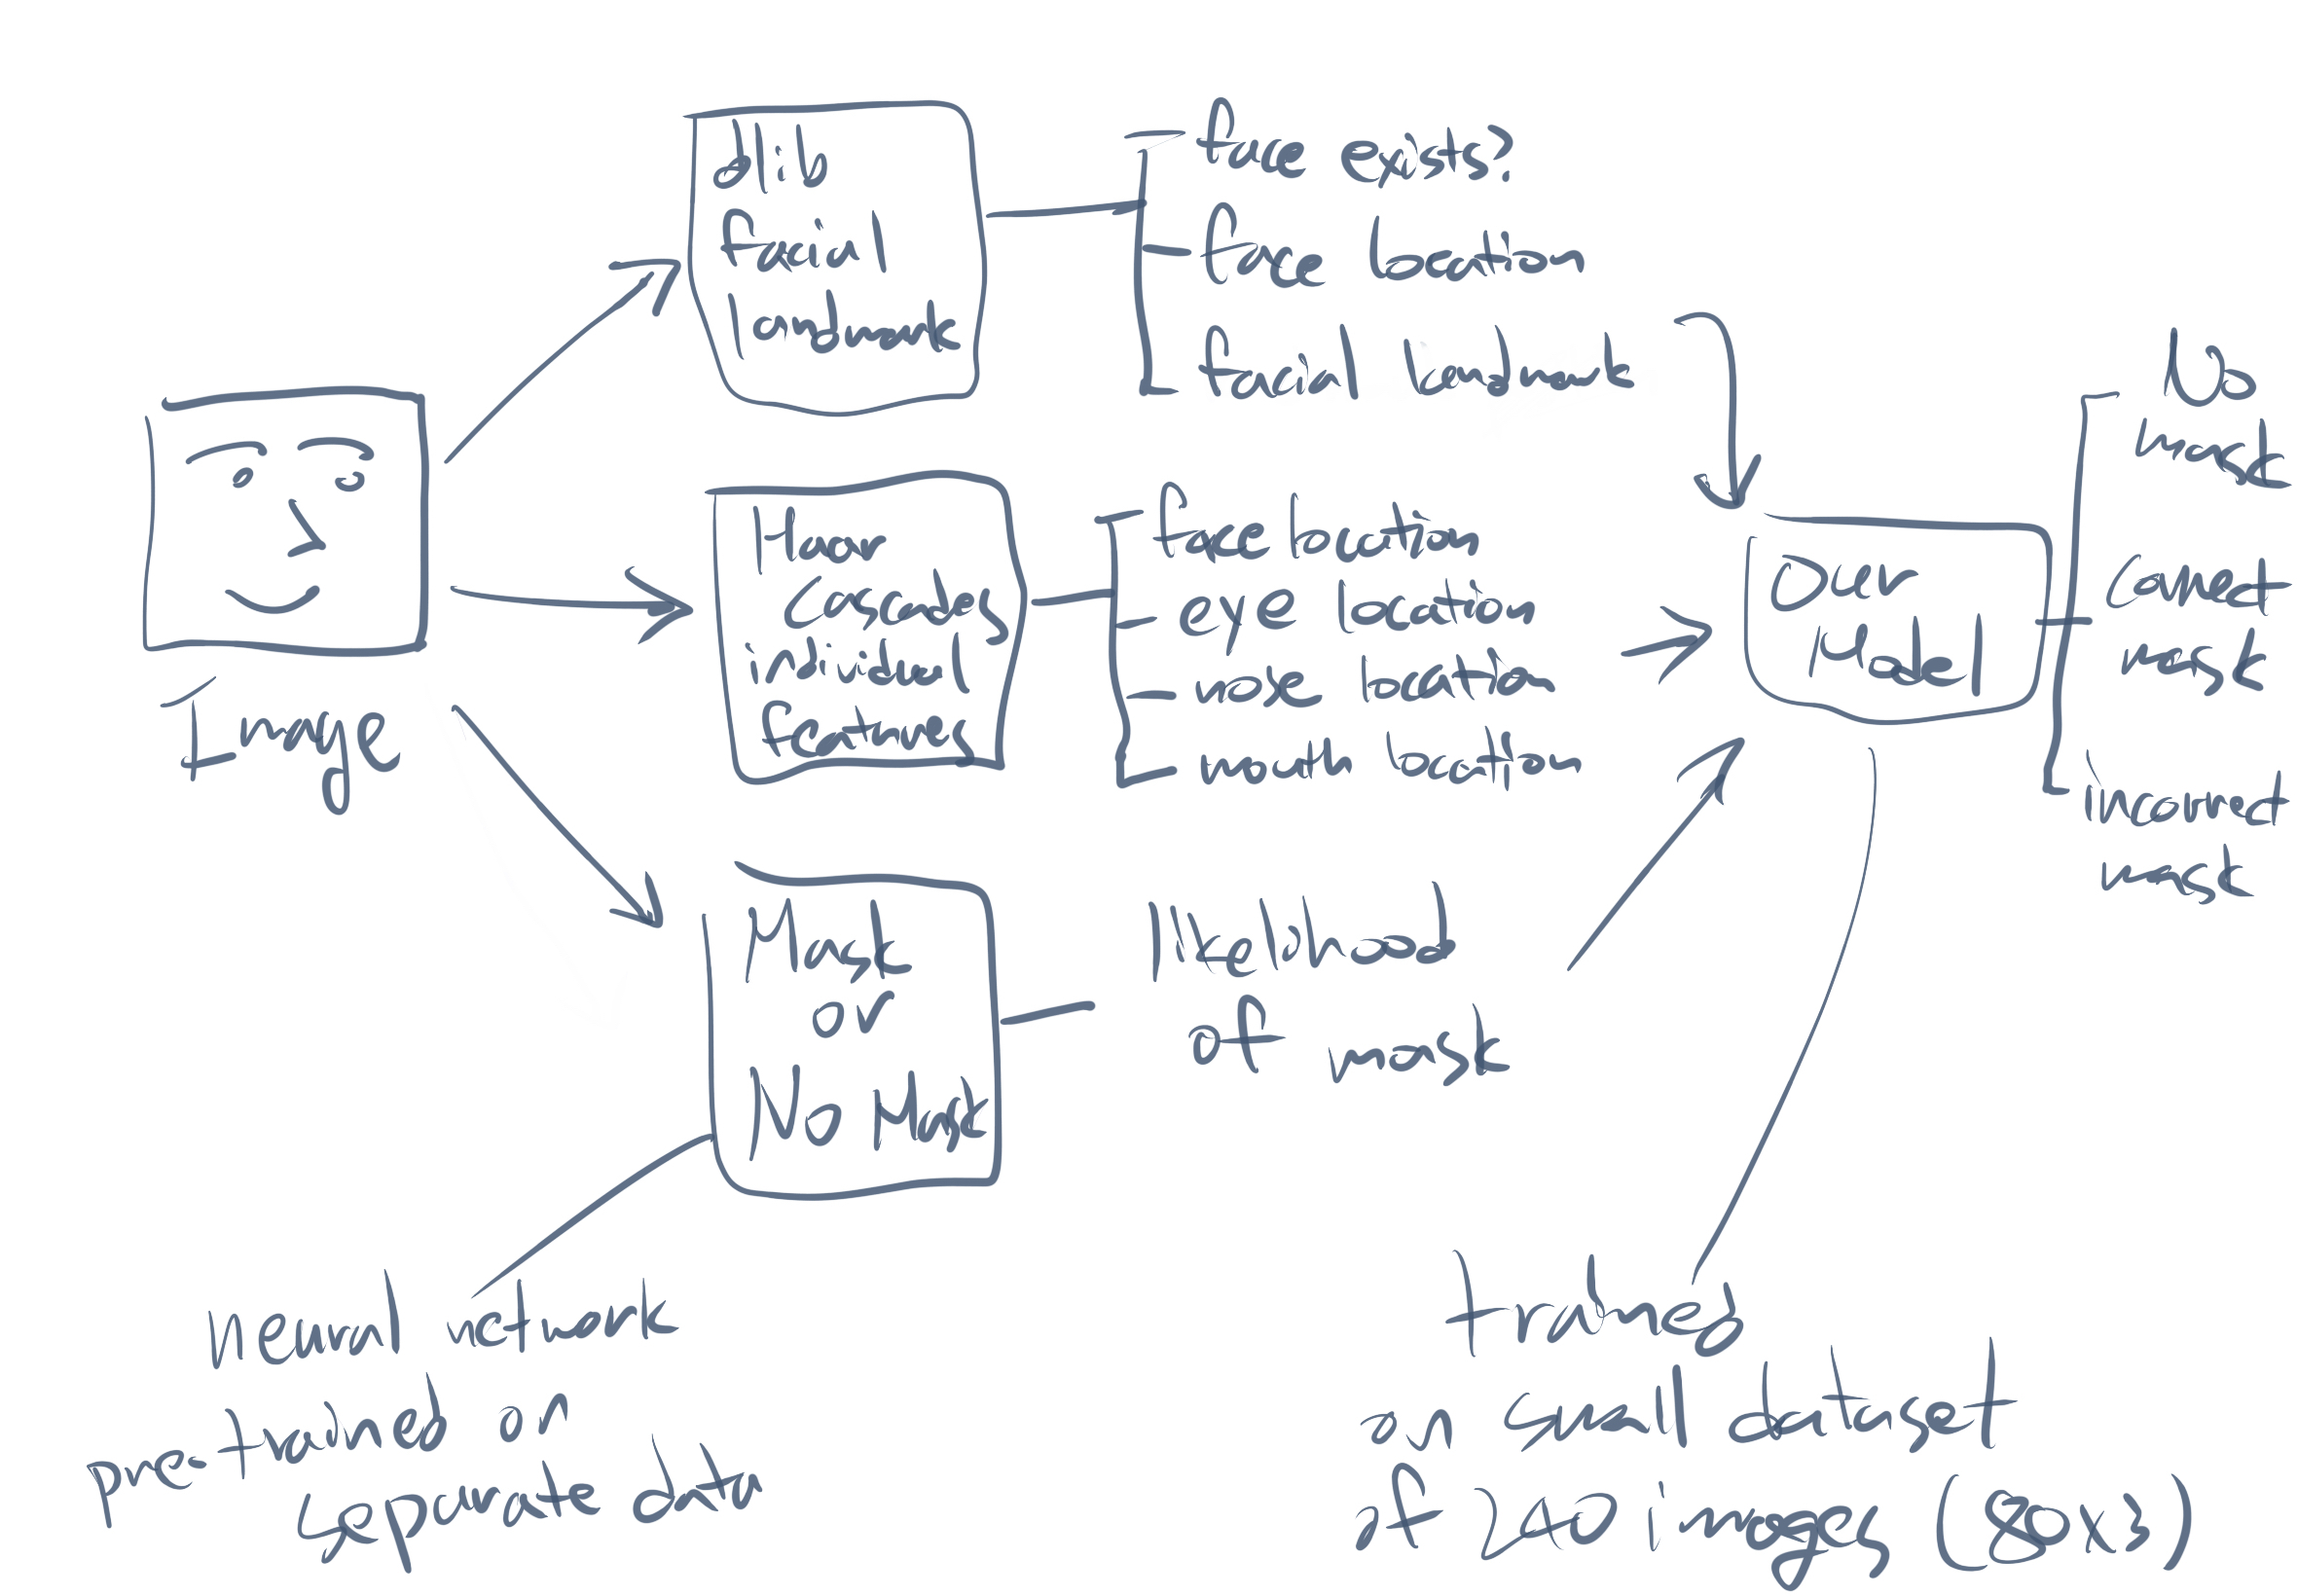 dlib
facial
landmark
face exists?
face location
facial landmark
Image
Haar
Cascades
individual
features
face location
eye location
nose location
mouth location
Mask
or
No Mask
likelihood
of mask
Our
Model
No
mask
Correct
mask
incorrect
mask
neural network
pre-trained on
separate data
trained
on small dataset
of 240 images (80x3)